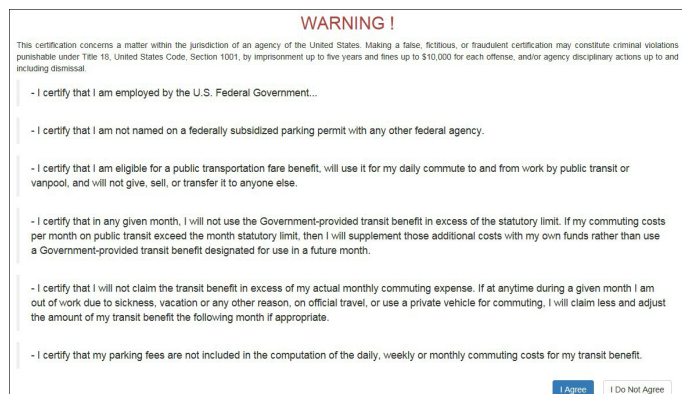 WARNING !
This certification concerns a matter within the jurisdiction of an agency of the United States. Making a false, fictitious, or fraudulent certification may constitute criminal violations
punishable under Title 18, United States Code, Section 1001, by imprisonment up to five years and fines up to $10,000 for each offense, and/or agency disciplinary actions up to and
including dismissal.
- I certify that I am employed by the U.S. Federal Government...
- I certify that I am not named on a federally subsidized parking permit with any other federal agency.
- I certify that I am eligible for a public transportation fare benefit, will use it for my daily commute to and from work by public transit or
vanpool, and will not give, sell, or transfer it to anyone else.
- I certify that in any given month, I will not use the Government-provided transit benefit in excess of the statutory limit. If my commuting costs
per month on public transit exceed the month statutory limit, then I will supplement those additional costs with my own funds rather than use
a Government-provided transit benefit designated for use in a future month.
- I certify that I will not claim the transit benefit in excess of my actual monthly commuting expense. If at anytime during a given month I am
out of work due to sickness, vacation or any other reason, on official travel, or use a private vehicle for commuting, I will claim less and adjust
the amount of my transit benefit the following month if appropriate.
- I certify that my parking fees are not included in the computation of the daily, weekly or monthly commuting costs for my transit benefit.
I Agree I Do Not Agree